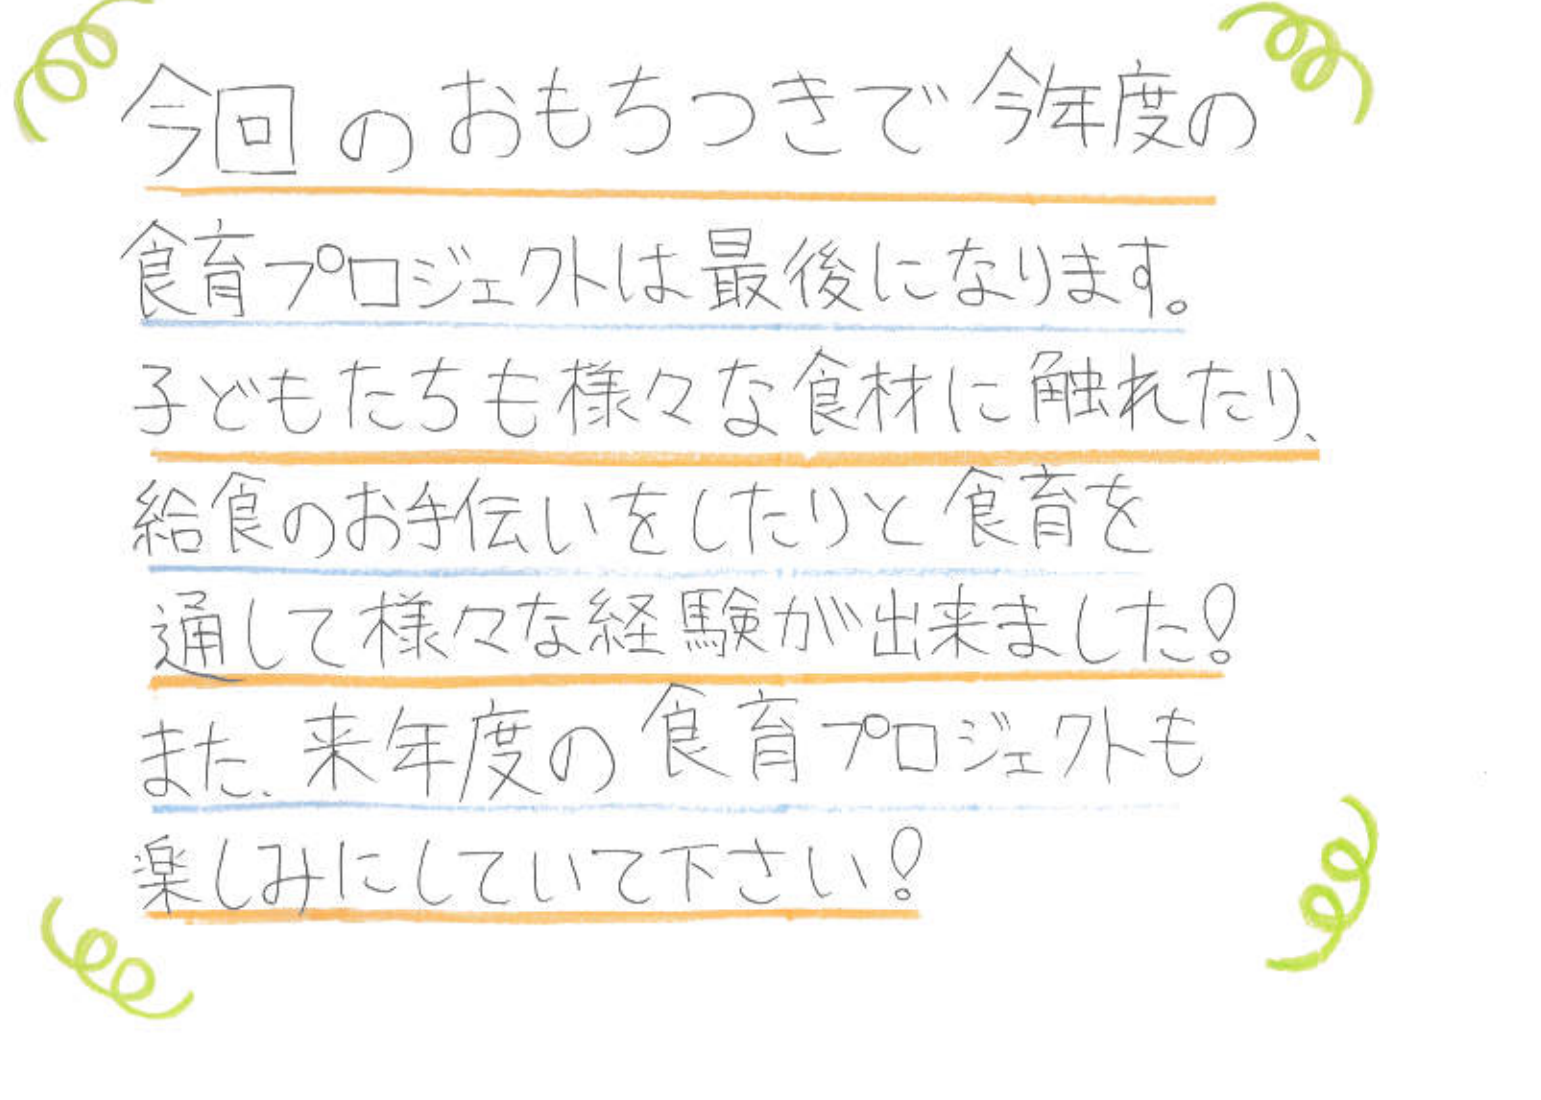 今回のおもちつきで今年度の
食育プロジェクトは最後になります。
子どもたちも様々な食材に触れたり、
給食のお手伝いをしたりと食育を
通して様々な経験が出来ました!
また、来年度の食育プロジェクトも
楽しみにしていて下さい!